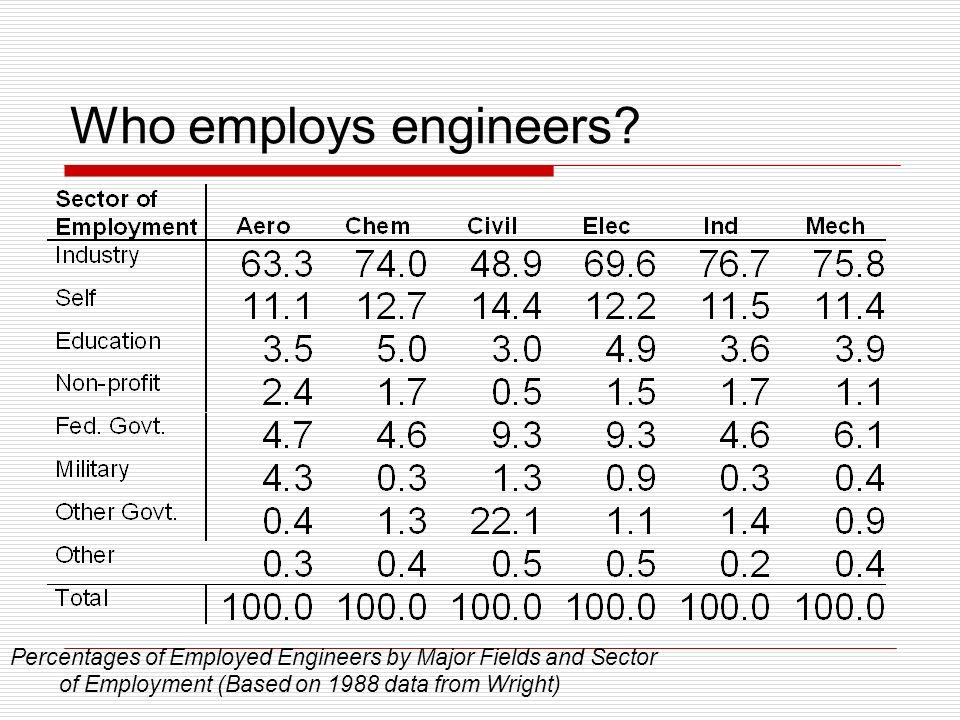 Who employs engineers?
Sector of
Employment Aero Chem Civil Elec Ind Mech
Industry 63.3 74.0 48.9 69.6 76.7 75.8
Self 11.1 12.7 14.4 12.2 11.5 11.4
Education 3.5 5.0 3.0 4.9 3.6 3.9
Non-profit 2.4 1.7 0.5 1.5 1.7 1.1
Fed. Govt. 4.7 4.6 9.3 9.3 4.6 6.1
Military 4.3 0.3 1.3 0.9 0.3 0.4
Other Govt. 0.4 1.3 22.1 1.1 1.4 0.9
Other 0.3 0.4 0.5 0.5 0.2 0.4
Total 100.0 100.0 100.0 100.0 100.0 100.0
Percentages of Employed Engineers by Major Fields and Sector
of Employment (Based on 1988 data from Wright)